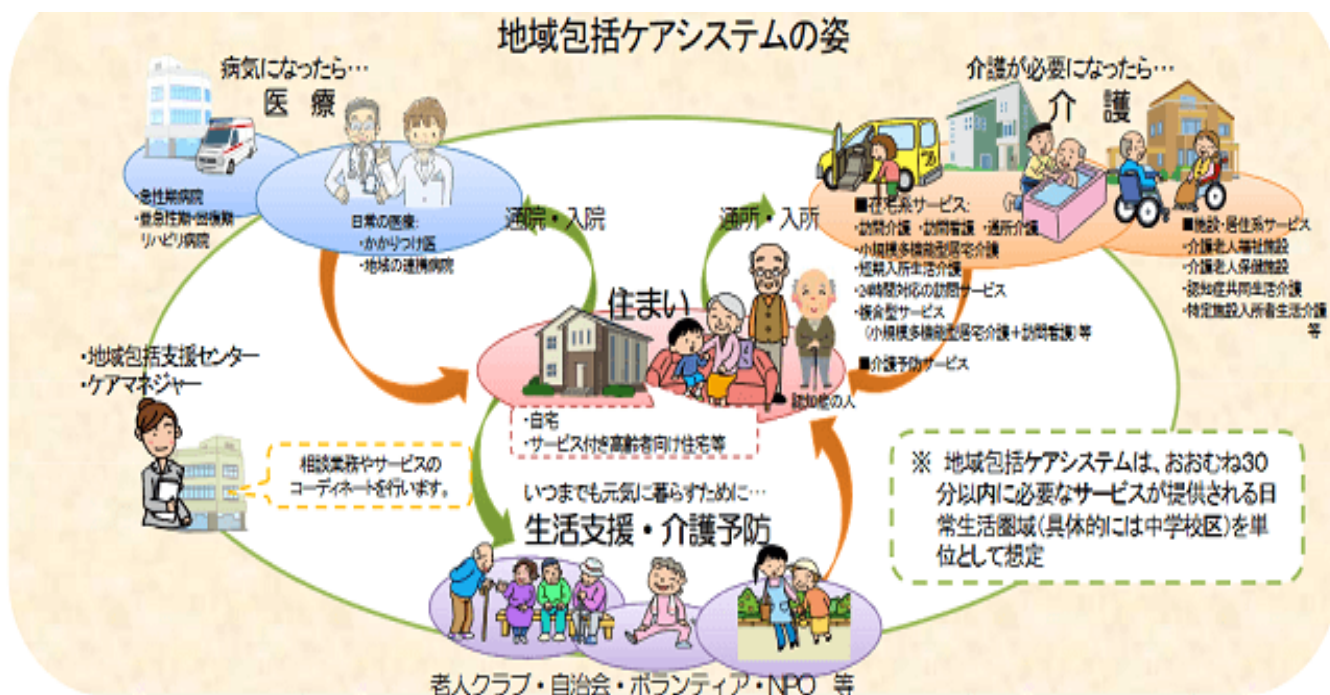 地域包括ケアシステムの姿
病気になったら…
医 療
・急性期病院
・亜急性期・回復期
リハビリ病院
日常の医療:
・かかりつけ医
・地域の連携病院
通院・入院
通所・入所
介護が必要になったら…
介 護
■在宅系サービス:
・訪問介護 ・訪問看護 ・通所介護
・小規模多機能型居宅介護
・短期入所生活介護
・24時間対応の訪問サービス
・複合型サービス
(小規模多機能型居宅介護+訪問看護)等
■介護予防サービス
■施設・居住系サービス
・介護老人福祉施設
・介護老人保健施設
・認知症共同生活介護
・特定施設入所者生活介護
等
住まい
認知症の人
・自宅
・サービス付き高齢者向け住宅等
・地域包括支援センター
・ケアマネジャー
相談業務やサービスの
コーディネートを行います。
いつまでも元気に暮らすために…
生活支援・介護予防
老人クラブ・自治会・ボランティア・NPO 等
※ 地域包括ケアシステムは、おおむね30
分以内に必要なサービスが提供される日
常生活圏域(具体的には中学校区)を単
位として想定